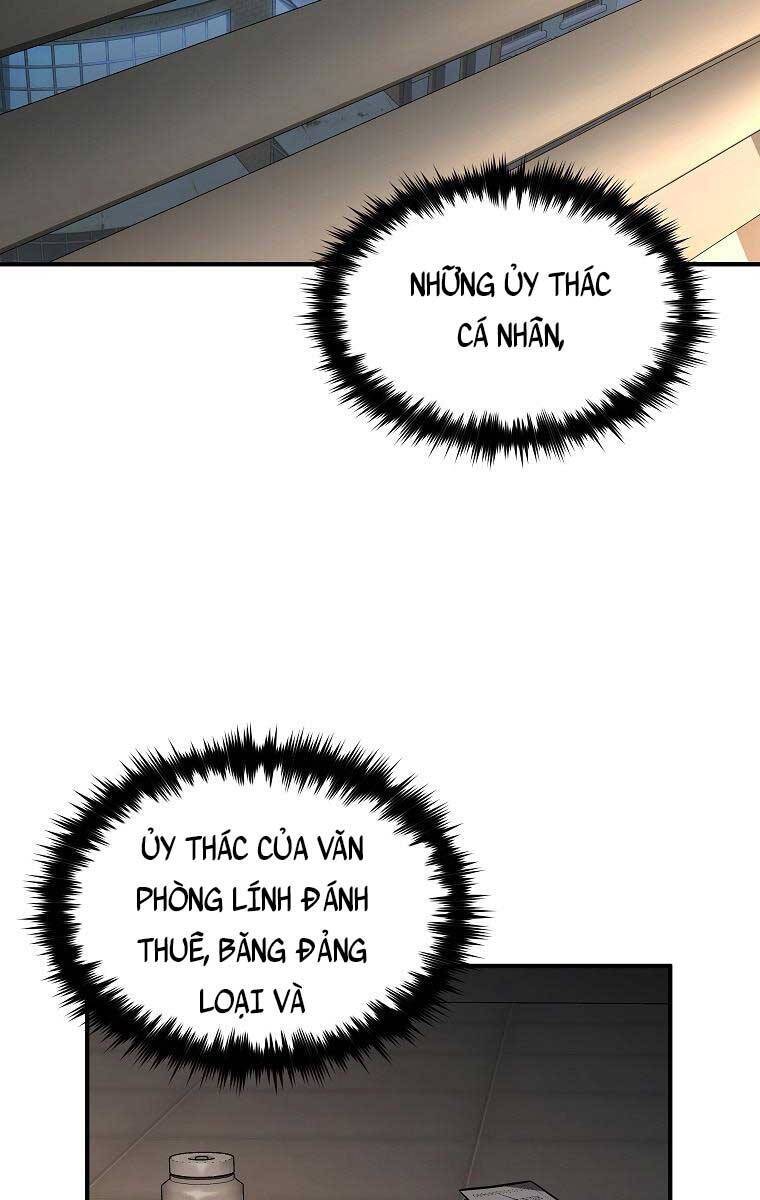 NHỮNG ỦY THÁC
CÁ NHÂN,
ỦY THÁC CỦA VĂN
PHÒNG LÍNH ĐÁNH
THUÊ, BĂNG ĐẢNG
LOẠI VÀ